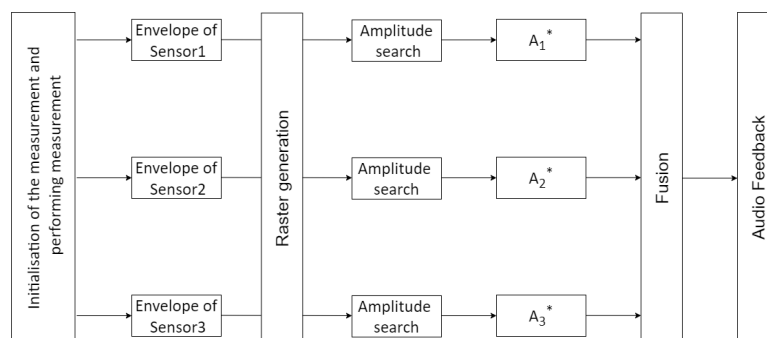 Initialisation of the measurement and
performing measurement
Envelope of
Sensor1
Envelope of
Sensor2
Envelope of
Sensor3
Raster generation
Amplitude
search
Amplitude
search
Amplitude
search
A1*
A2*
A3*
Fusion
Audio Feedback